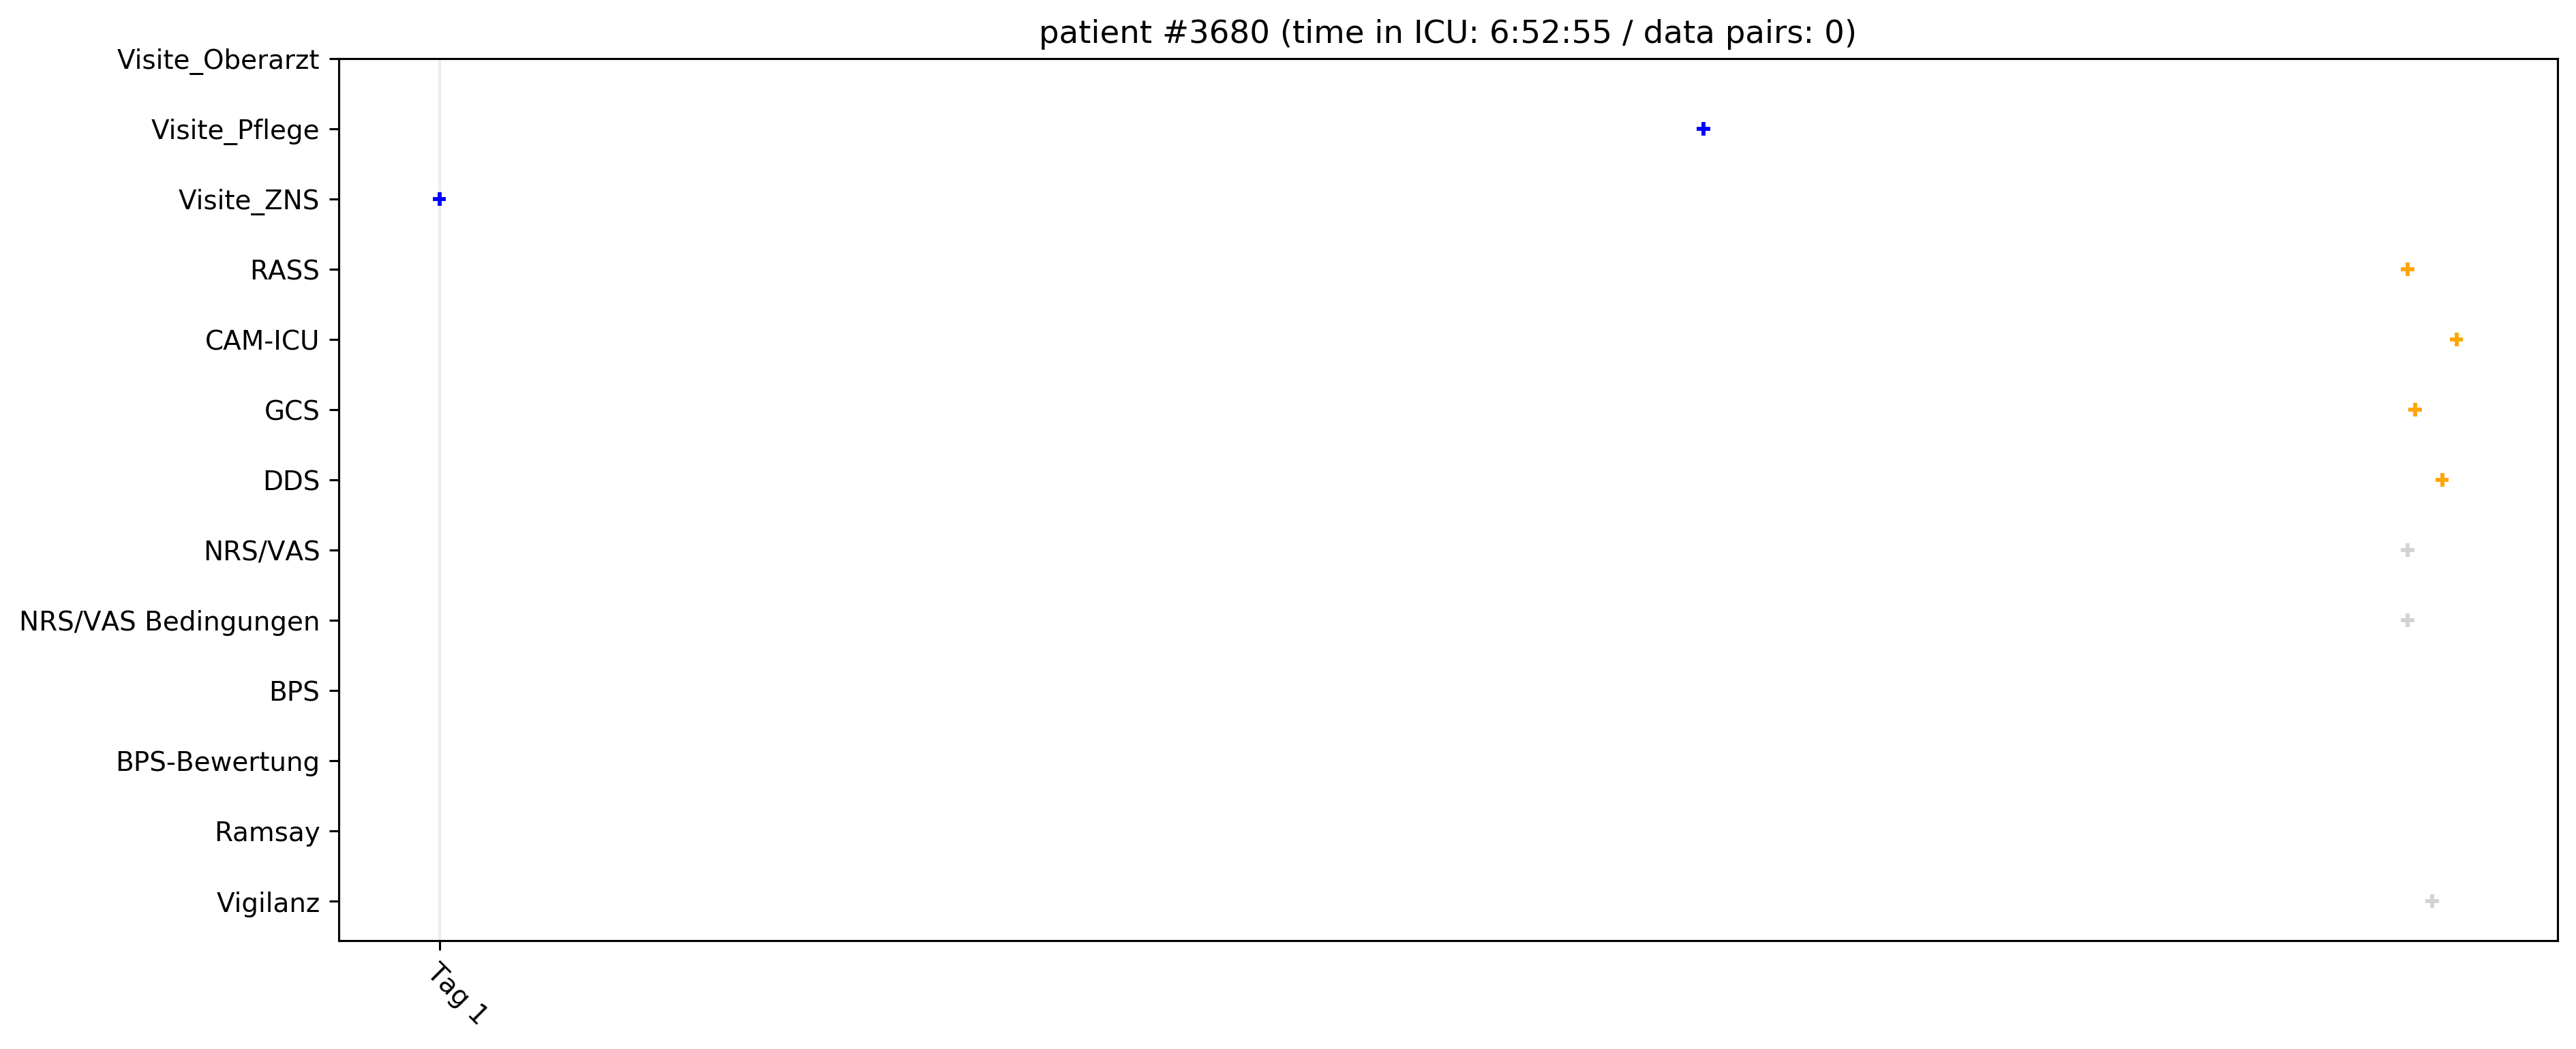 patient #3680 (time in ICU: 6:52:55 / data pairs: 0)
Visite_Oberarzt
Visite_Pflege
Visite_ZNS
RASS
CAM-ICU
GCS
DDS
NRS/VAS
NRS/VAS Bedingungen
BPS
BPS-Bewertung
Ramsay
Vigilanz
Tag 1